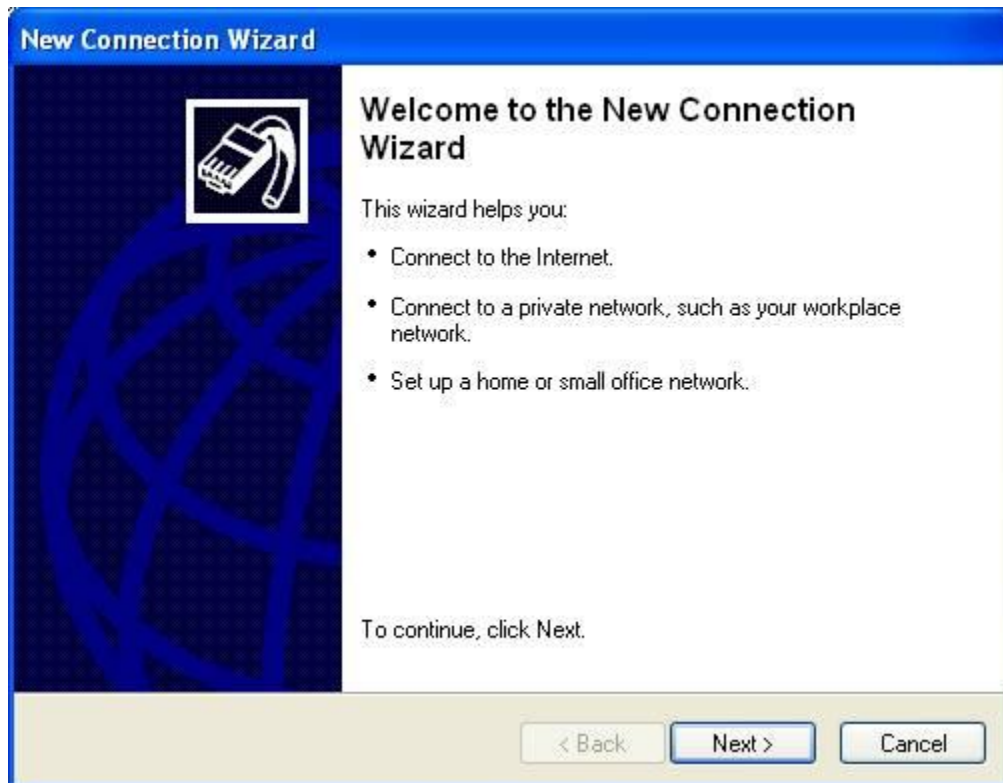 New Connection Wizard
Welcome to the New Connection
Wizard
This wizard helps you:
• Connect to the Internet.
• Connect to a private network, such as your workplace
network.
• Set up a home or small office network.
To continue, click Next.
< Back Next > Cancel